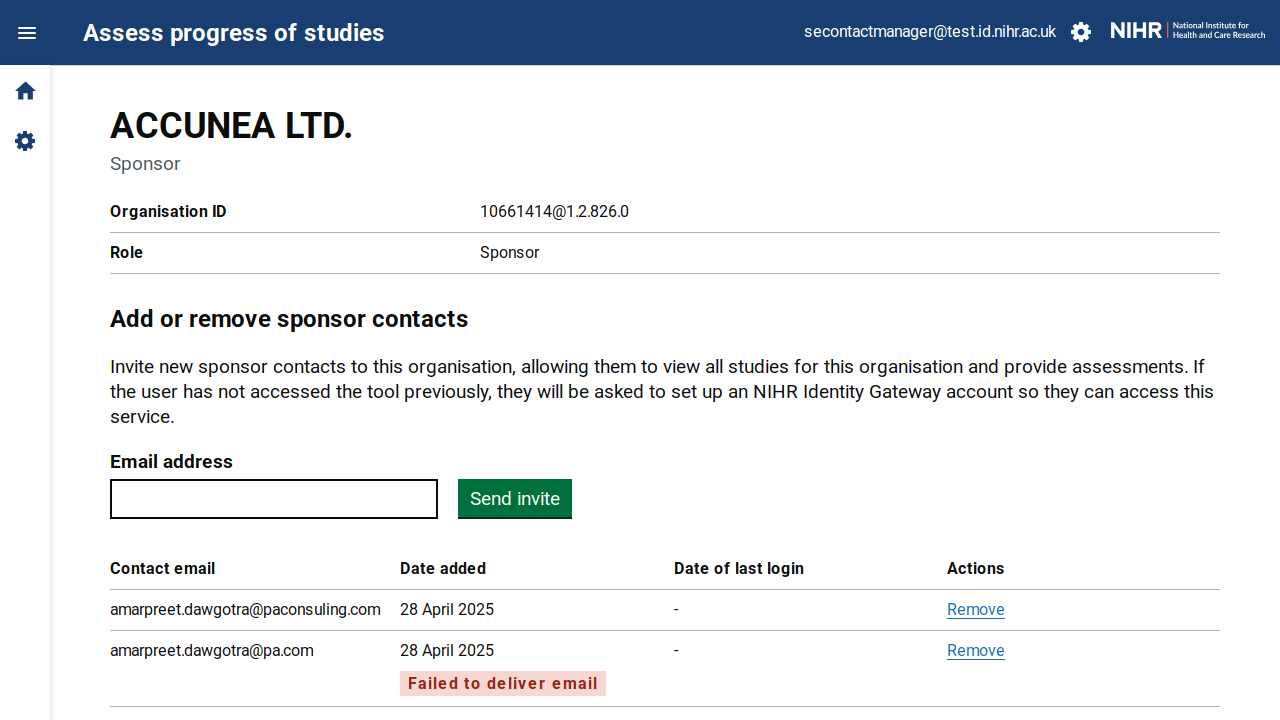 Assess progress of studies
secontactmanager@test.id.nihr.ac.uk
NIHR
National Institute for
Health and Care Research
ACCUNEA LTD.
Sponsor
Organisation ID 10661414@1.2.826.0
Role Sponsor
Add or remove sponsor contacts
Invite new sponsor contacts to this organisation, allowing them to view all studies for this organisation and provide assessments. If
the user has not accessed the tool previously, they will be asked to set up an NIHR Identity Gateway account so they can access this
service.
Email address
Send invite
Contact email Date added Date of last login Actions
amarpreet.dawgotra@paconsuling.com 28 April 2025 - Remove
amarpreet.dawgotra@pa.com 28 April 2025 - Remove
Failed to deliver email